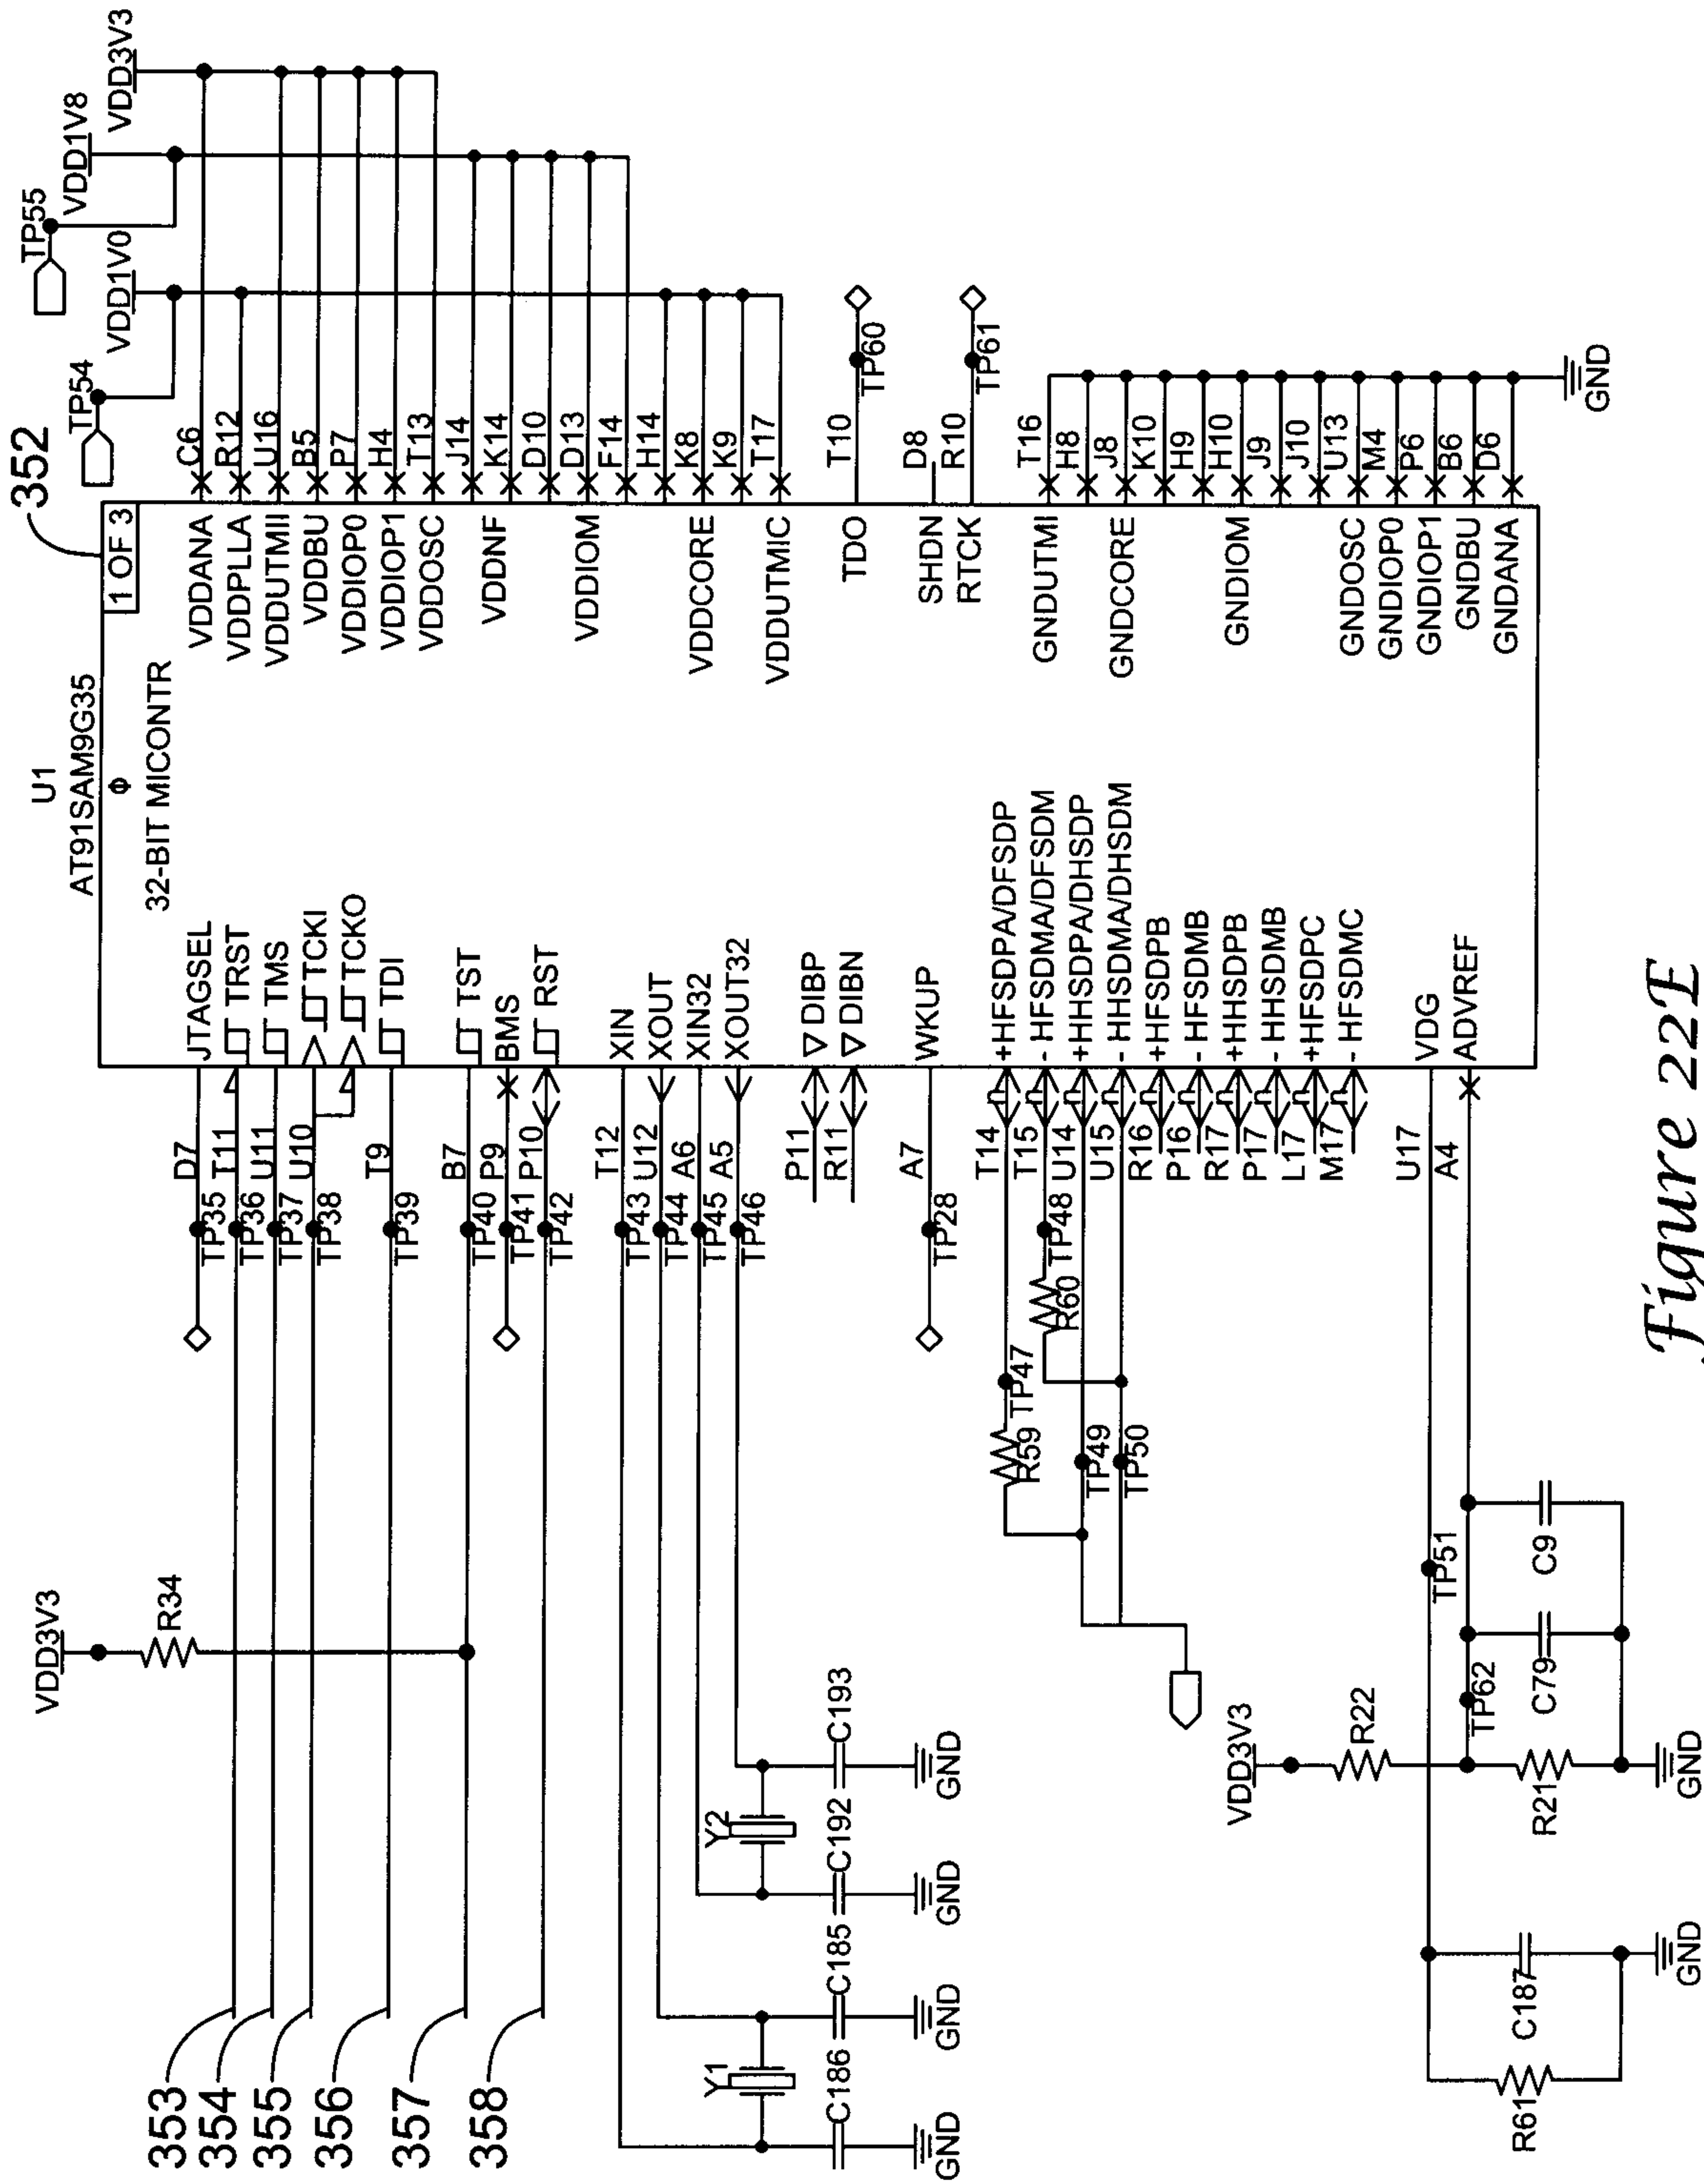 U1
AT91SAM9G35
Φ
32-BIT MICONTR
1 OF 3
352
353
354
355
356
357
358
VDD3V3
R34
D7
TP35
JTAGSEL
T11
TP36
TRST
U11
TP37
TMS
U10
TP38
TCKI
TCKO
T9
TP39
TDI
B7
TP40
TST
P9
TP41
BMS
P10
TP42
RST
T12
TP43
XIN
U12
TP44
XOUT
A6
TP45
XIN32
A5
TP46
XOUT32
Y1
Y2
C186
C185
C192
C193
GND
GND
GND
GND
P11
DIBP
R11
DIBN
A7
TP28
WKUP
T14
n
+HFSDPA/DFSDP
T15
n
- HFSDMA/DFSDM
U14
n
+HHSDPA/DHSDP
U15
n
- HHSDMA/DHSDM
R16
n
+HFSDPB
P16
n
- HFSDMB
R17
n
+HHSDPB
P17
n
- HHSDMB
L17
n
+HFSDPC
M17
n
- HFSDMC
R59
TP47
R60
TP48
TP49
TP50
U17
VDG
A4
ADVREF
TP51
TP62
VDD3V3
R22
R21
C79
C9
GND
R61
C187
GND
TP54
VDD1V0
TP55
VDD1V8
VDD3V3
VDDANA
C6
VDDPLLA
R12
VDDUTMII
U16
VDDBU
B5
VDDIOP0
P7
VDDIOP1
H4
VDDOSC
T13
J14
VDDNF
K14
D10
D13
VDDIOM
F14
H14
K8
VDDCORE
K9
T17
VDDUTMIC
TDO
T10
TP60
SHDN
D8
RTCK
R10
TP61
GNDUTMI
T16
H8
GNDCORE
J8
K10
H9
H10
GNDIOM
J9
J10
U13
GNDOSC
M4
GNDIOP0
P6
GNDIOP1
B6
GNDBU
D6
GNDANA
GND
Figure 22E